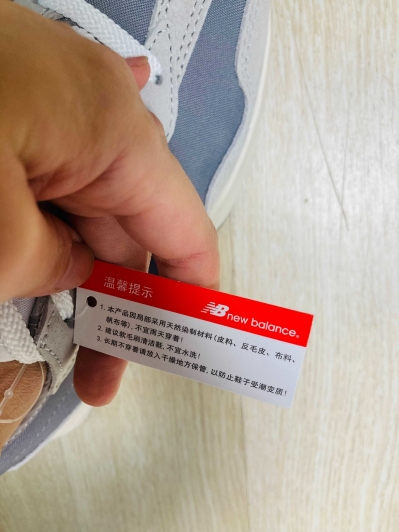 温馨提示
NB new balance®
1. 本产品因局部采用天然染制材料(皮料、反毛皮、布料、
帆布等), 不宜雨天穿着!
2. 建议软毛刷清洁鞋, 不宜水洗!
3. 长期不穿着请放入干燥地方保管, 以防止鞋子受潮变质!